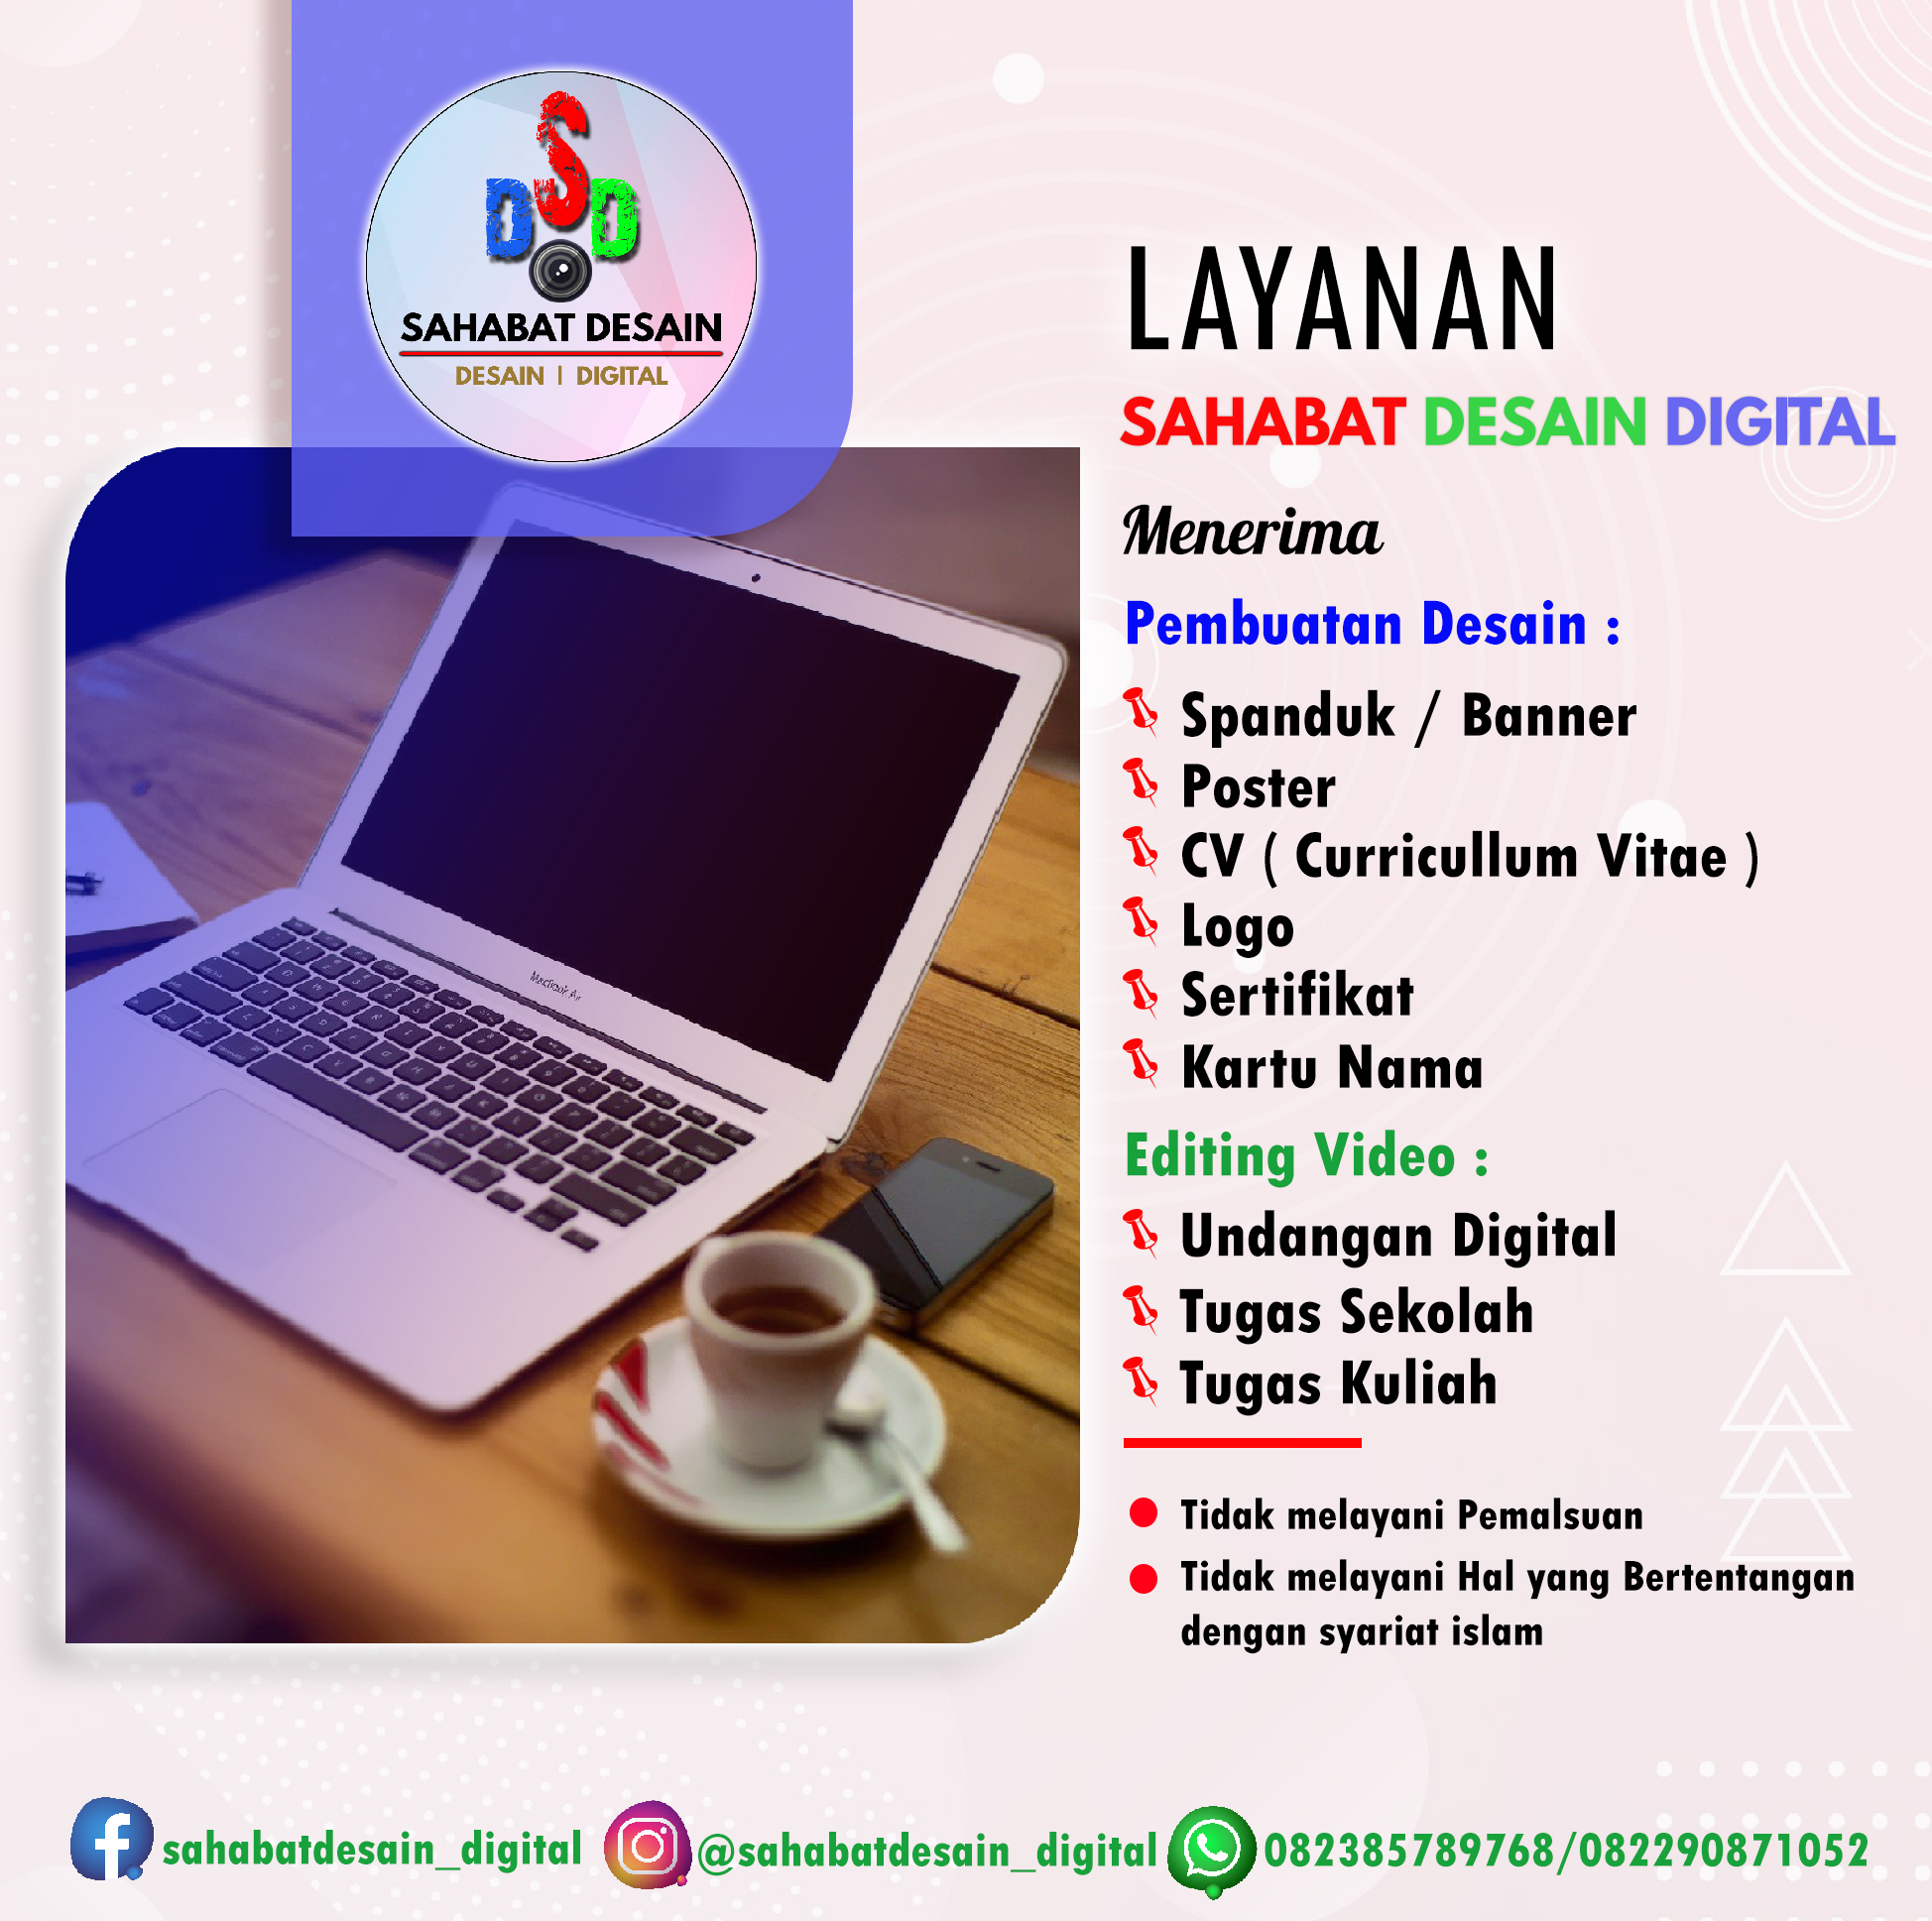 DSD
SAHABAT DESAIN
DESAIN | DIGITAL
LAYANAN
SAHABAT DESAIN DIGITAL
Menerima
Pembuatan Desain :
Spanduk / Banner
Poster
CV ( Curricullum Vitae )
Logo
Sertifikat
Kartu Nama
Editing Video :
Undangan Digital
Tugas Sekolah
Tugas Kuliah
Tidak melayani Pemalsuan
Tidak melayani Hal yang Bertentangan
dengan syariat islam
MacBook Air
sahabatdesain_digital @sahabatdesain_digital 082385789768/082290871052